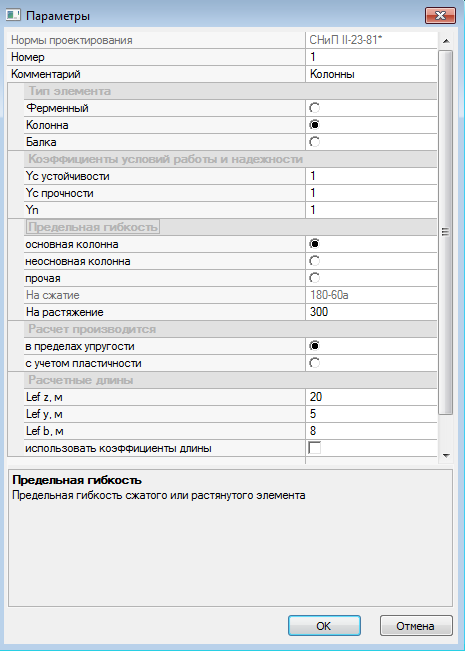 Параметры
Нормы проектирования СНиП II-23-81*
Номер 1
Комментарий Колонны
Тип элемента
Ферменный
Колонна
Балка
Коэффициенты условий работы и надежности
Yc устойчивости 1
Yc прочности 1
Yn 1
Предельная гибкость
основная колонна
неосновная колонна
прочая
На сжатие 180-60a
На растяжение 300
Расчет производится
в пределах упругости
с учетом пластичности
Расчетные длины
Lef z, м 20
Lef y, м 5
Lef b, м 8
использовать коэффициенты длины
Предельная гибкость
Предельная гибкость сжатого или растянутого элемента
OK Отмена